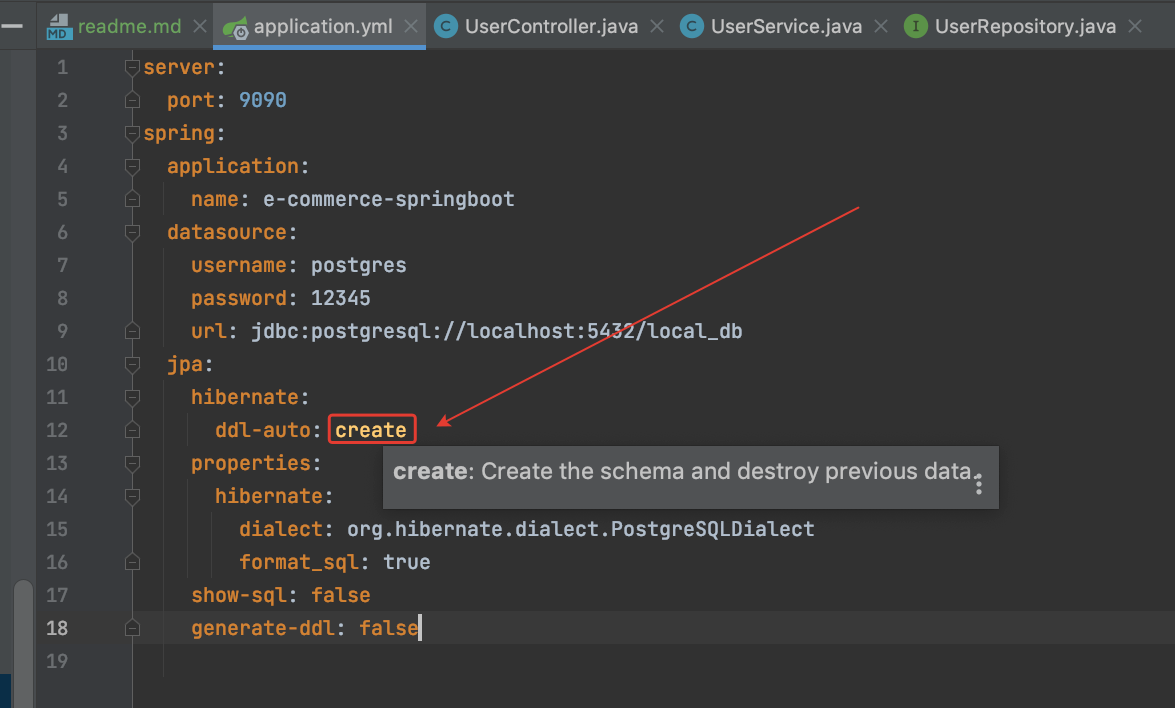 readme.md application.yml UserController.java UserService.java UserRepository.java
1 server:
2 port: 9090
3 spring:
4 application:
5 name: e-commerce-springboot
6 datasource:
7 username: postgres
8 password: 12345
9 url: jdbc:postgresql://localhost:5432/local_db
10 jpa:
11 hibernate:
12 ddl-auto: create
13 properties:
create: Create the schema and destroy previous data.
14 hibernate:
15 dialect: org.hibernate.dialect.PostgreSQLDialect
16 format_sql: true
17 show-sql: false
18 generate-ddl: false
19